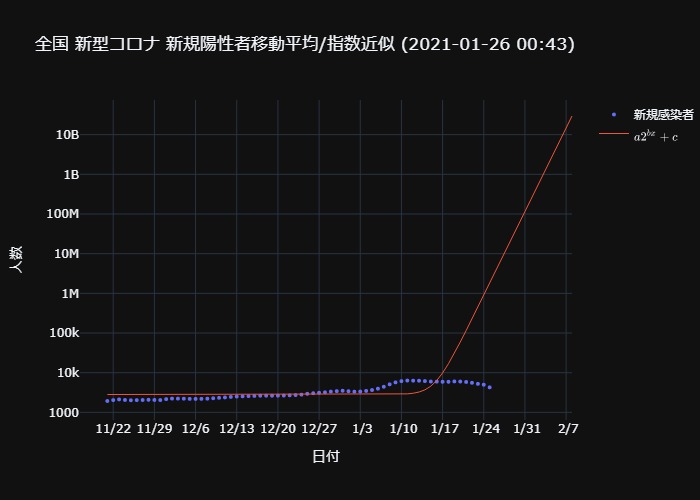 全国 新型コロナ 新規陽性者移動平均/指数近似 (2021-01-26 00:43)
新規感染者
a2^{bx} + c
人数
10B
1B
100M
10M
1M
100k
10k
1000
11/22 11/29 12/6 12/13 12/20 12/27 1/3 1/10 1/17 1/24 1/31 2/7
日付